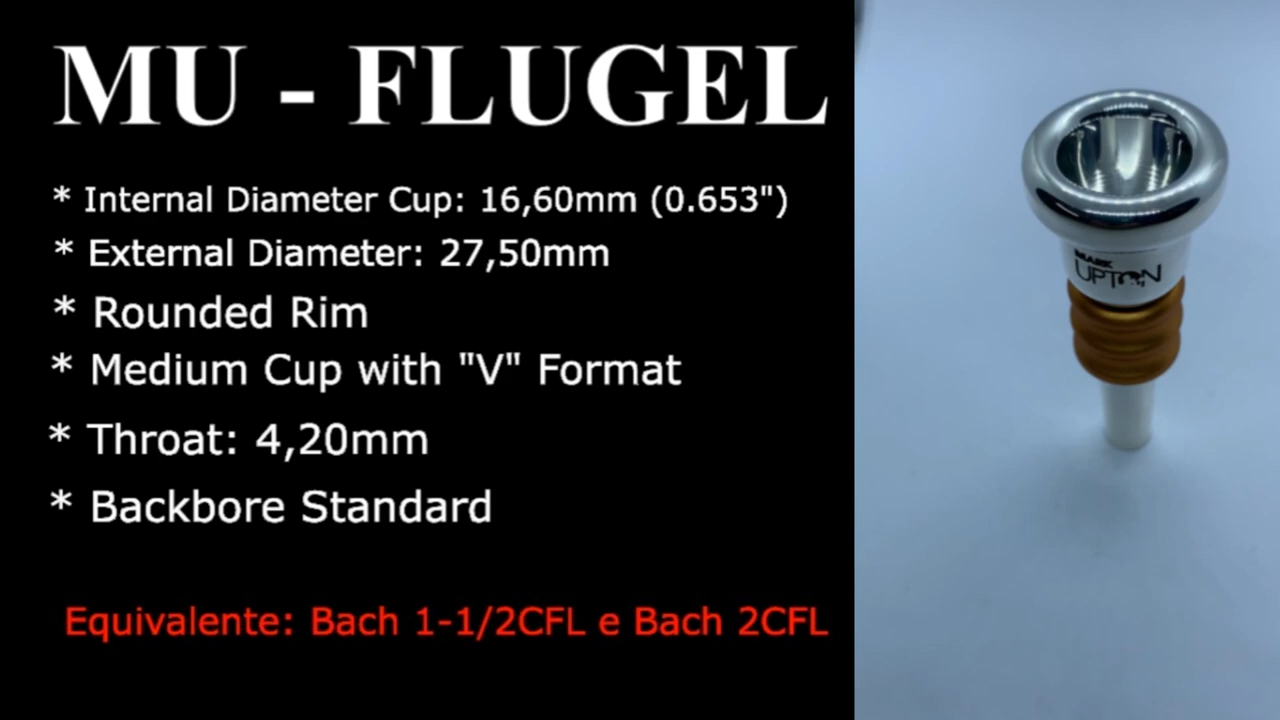 MU - FLUGEL
* Internal Diameter Cup: 16,60mm (0.653")
* External Diameter: 27,50mm
* Rounded Rim
* Medium Cup with "V" Format
* Throat: 4,20mm
* Backbore Standard
Equivalente: Bach 1-1/2CFL e Bach 2CFL
MARK
UPTON